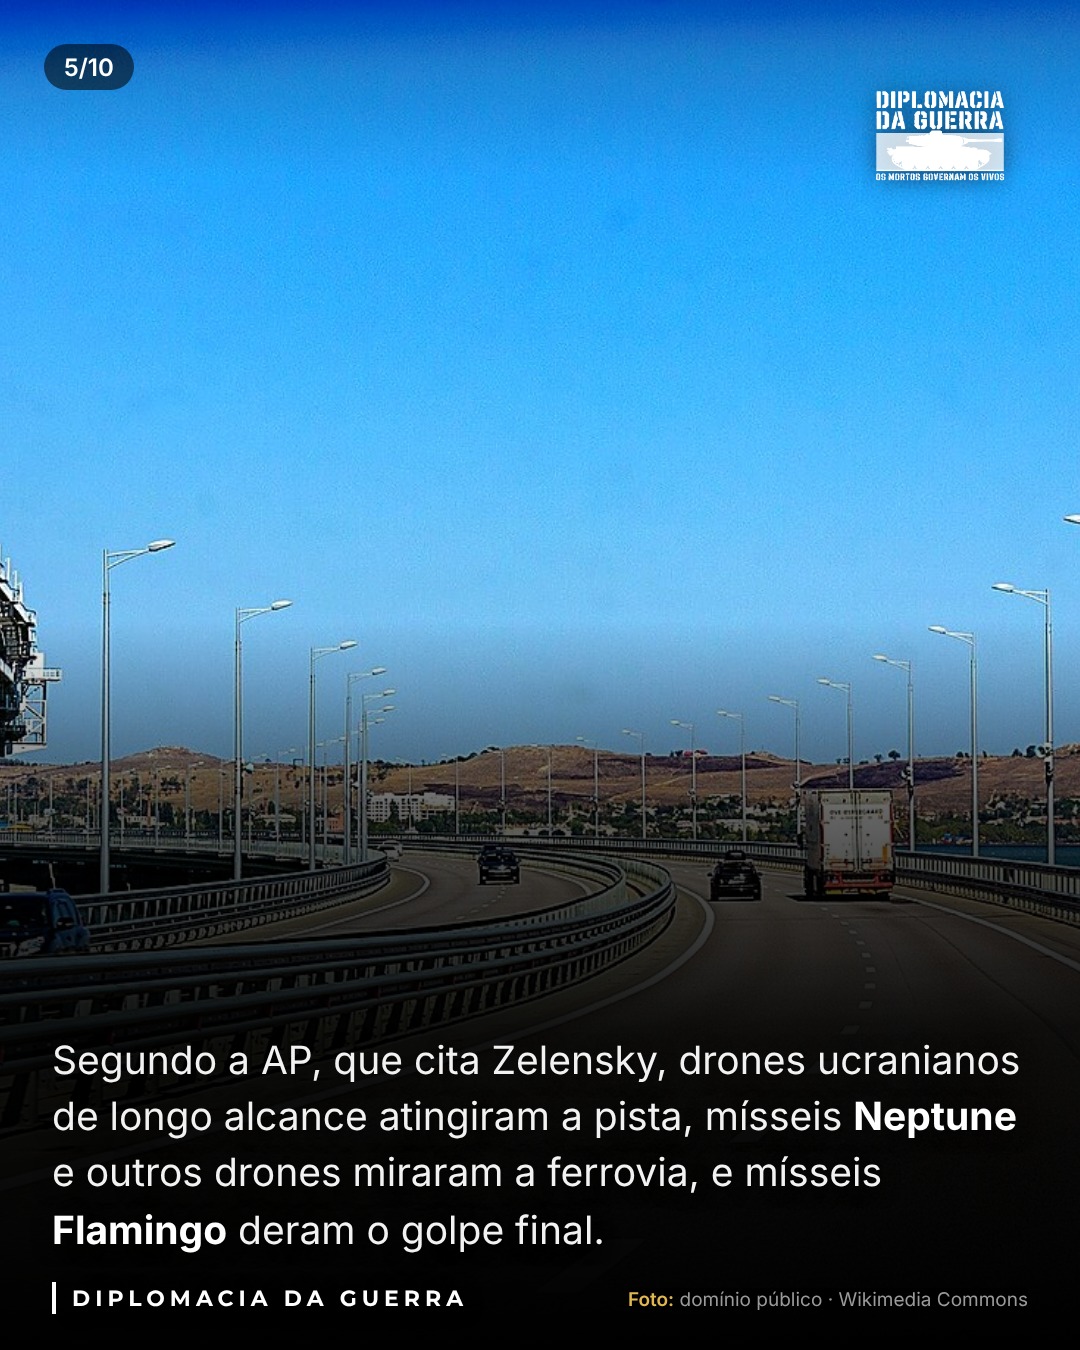 5/10
DIPLOMACIA
DA GUERRA
OS MORTOS GOVERNAM OS VIVOS
Segundo a AP, que cita Zelensky, drones ucranianos
de longo alcance atingiram a pista, mísseis Neptune
e outros drones miraram a ferrovia, e mísseis
Flamingo deram o golpe final.
DIPLOMACIA DA GUERRA
Foto: domínio público · Wikimedia Commons